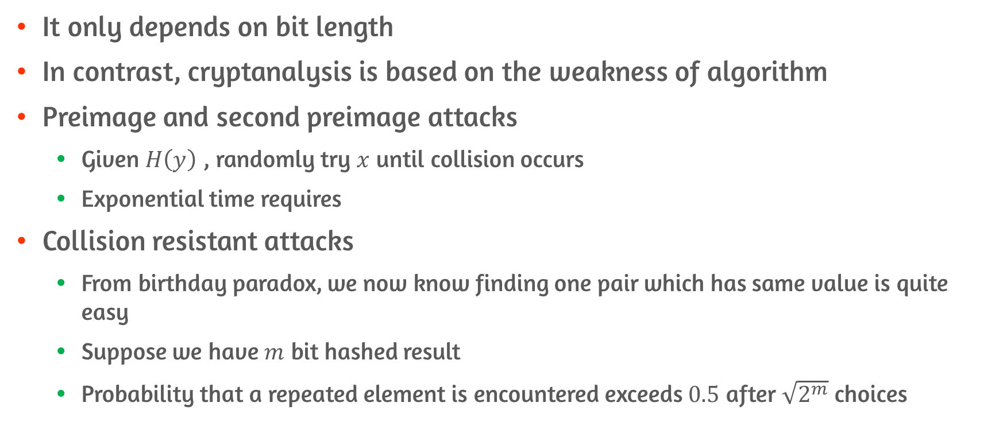 • It only depends on bit length
• In contrast, cryptanalysis is based on the weakness of algorithm
• Preimage and second preimage attacks
• Given H(y) , randomly try x until collision occurs
• Exponential time requires
• Collision resistant attacks
• From birthday paradox, we now know finding one pair which has same value is quite
easy
• Suppose we have m bit hashed result
• Probability that a repeated element is encountered exceeds 0.5 after √2^m choices